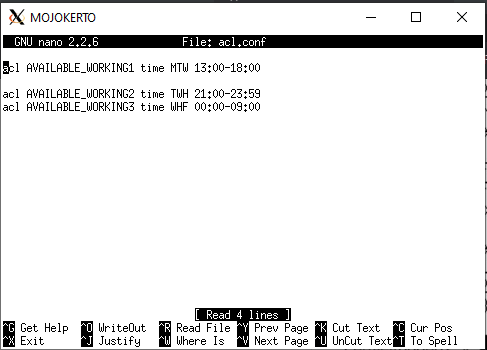 MOJOKERTO
GNU nano 2.2.6 File: acl.conf
acl AVAILABLE_WORKING1 time MTW 13:00-18:00
acl AVAILABLE_WORKING2 time TWH 21:00-23:59
acl AVAILABLE_WORKING3 time WHF 00:00-09:00
[ Read 4 lines ]
^G Get Help ^O WriteOut ^R Read File ^Y Prev Page ^K Cut Text ^C Cur Pos
^X Exit ^J Justify ^W Where Is ^V Next Page ^U UnCut Text ^T To Spell